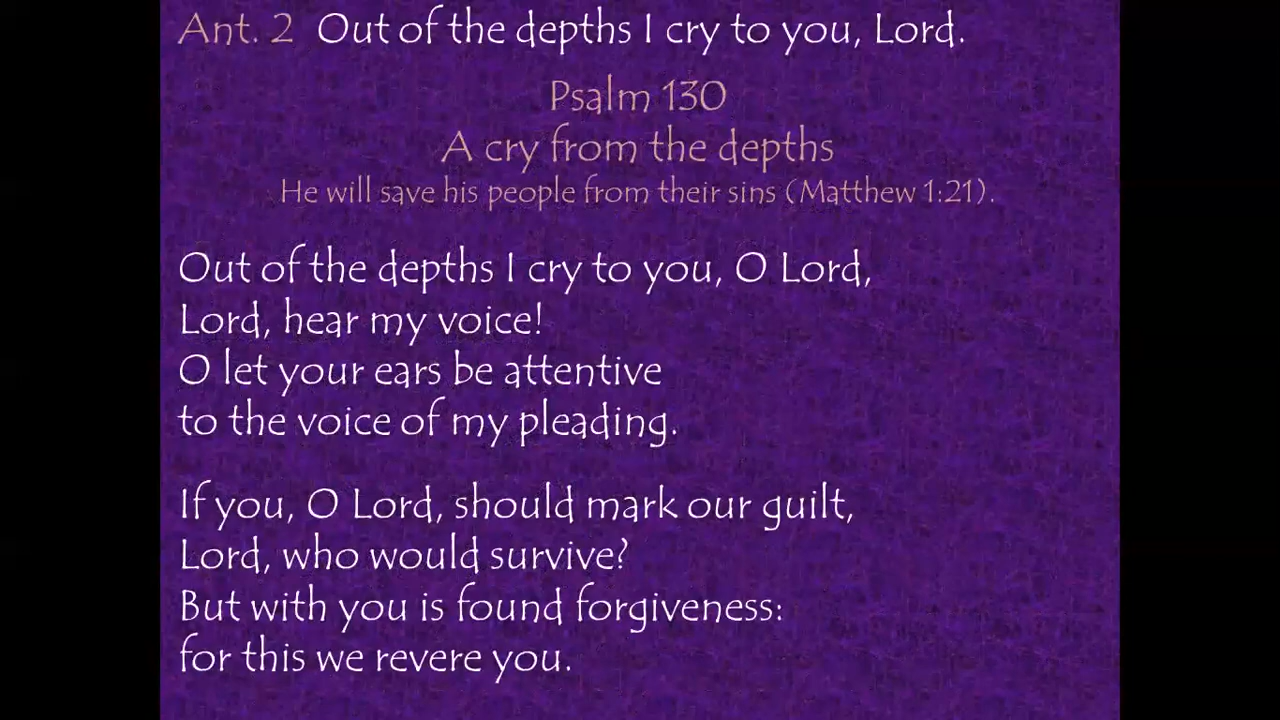 Ant. 2 Out of the depths I cry to you, Lord.
Psalm 130
A cry from the depths
He will save his people from their sins (Matthew 1:21).
Out of the depths I cry to you, O Lord,
Lord, hear my voice!
O let your ears be attentive
to the voice of my pleading.
If you, O Lord, should mark our guilt,
Lord, who would survive?
But with you is found forgiveness:
for this we revere you.